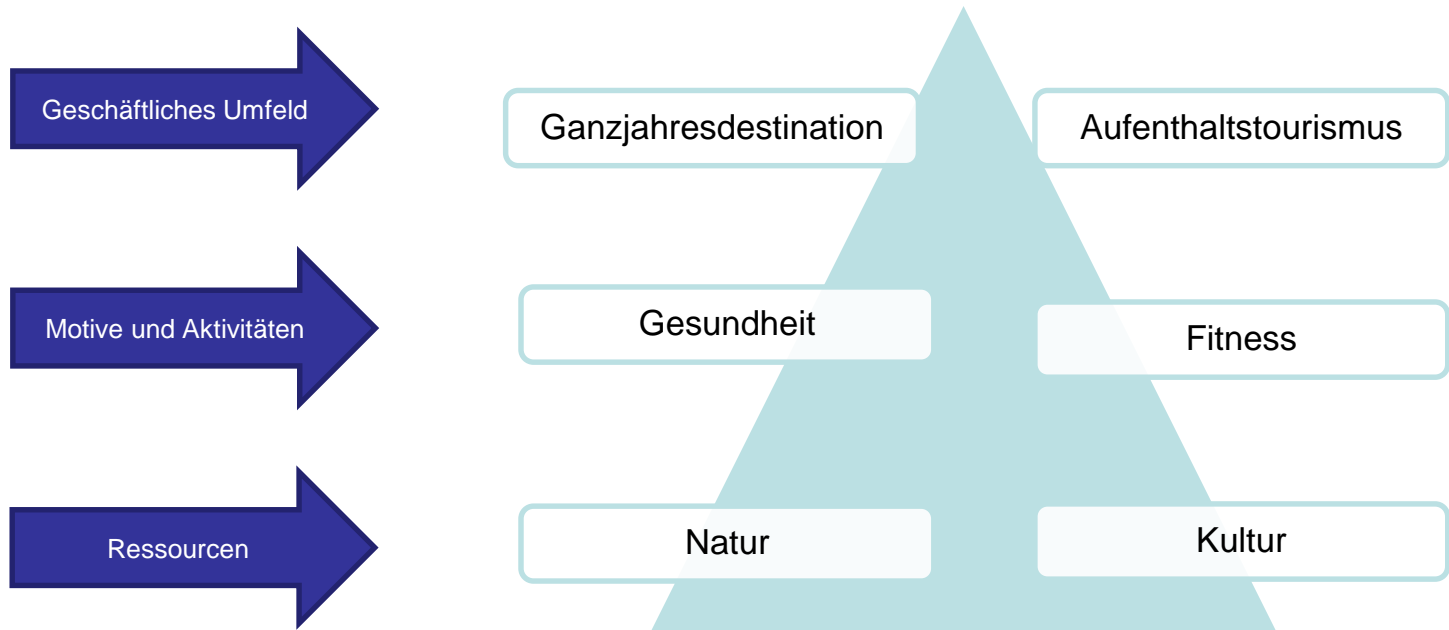 Geschäftliches Umfeld
Ganzjahresdestination
Aufenthaltstourismus
Motive und Aktivitäten
Gesundheit
Fitness
Ressourcen
Natur
Kultur